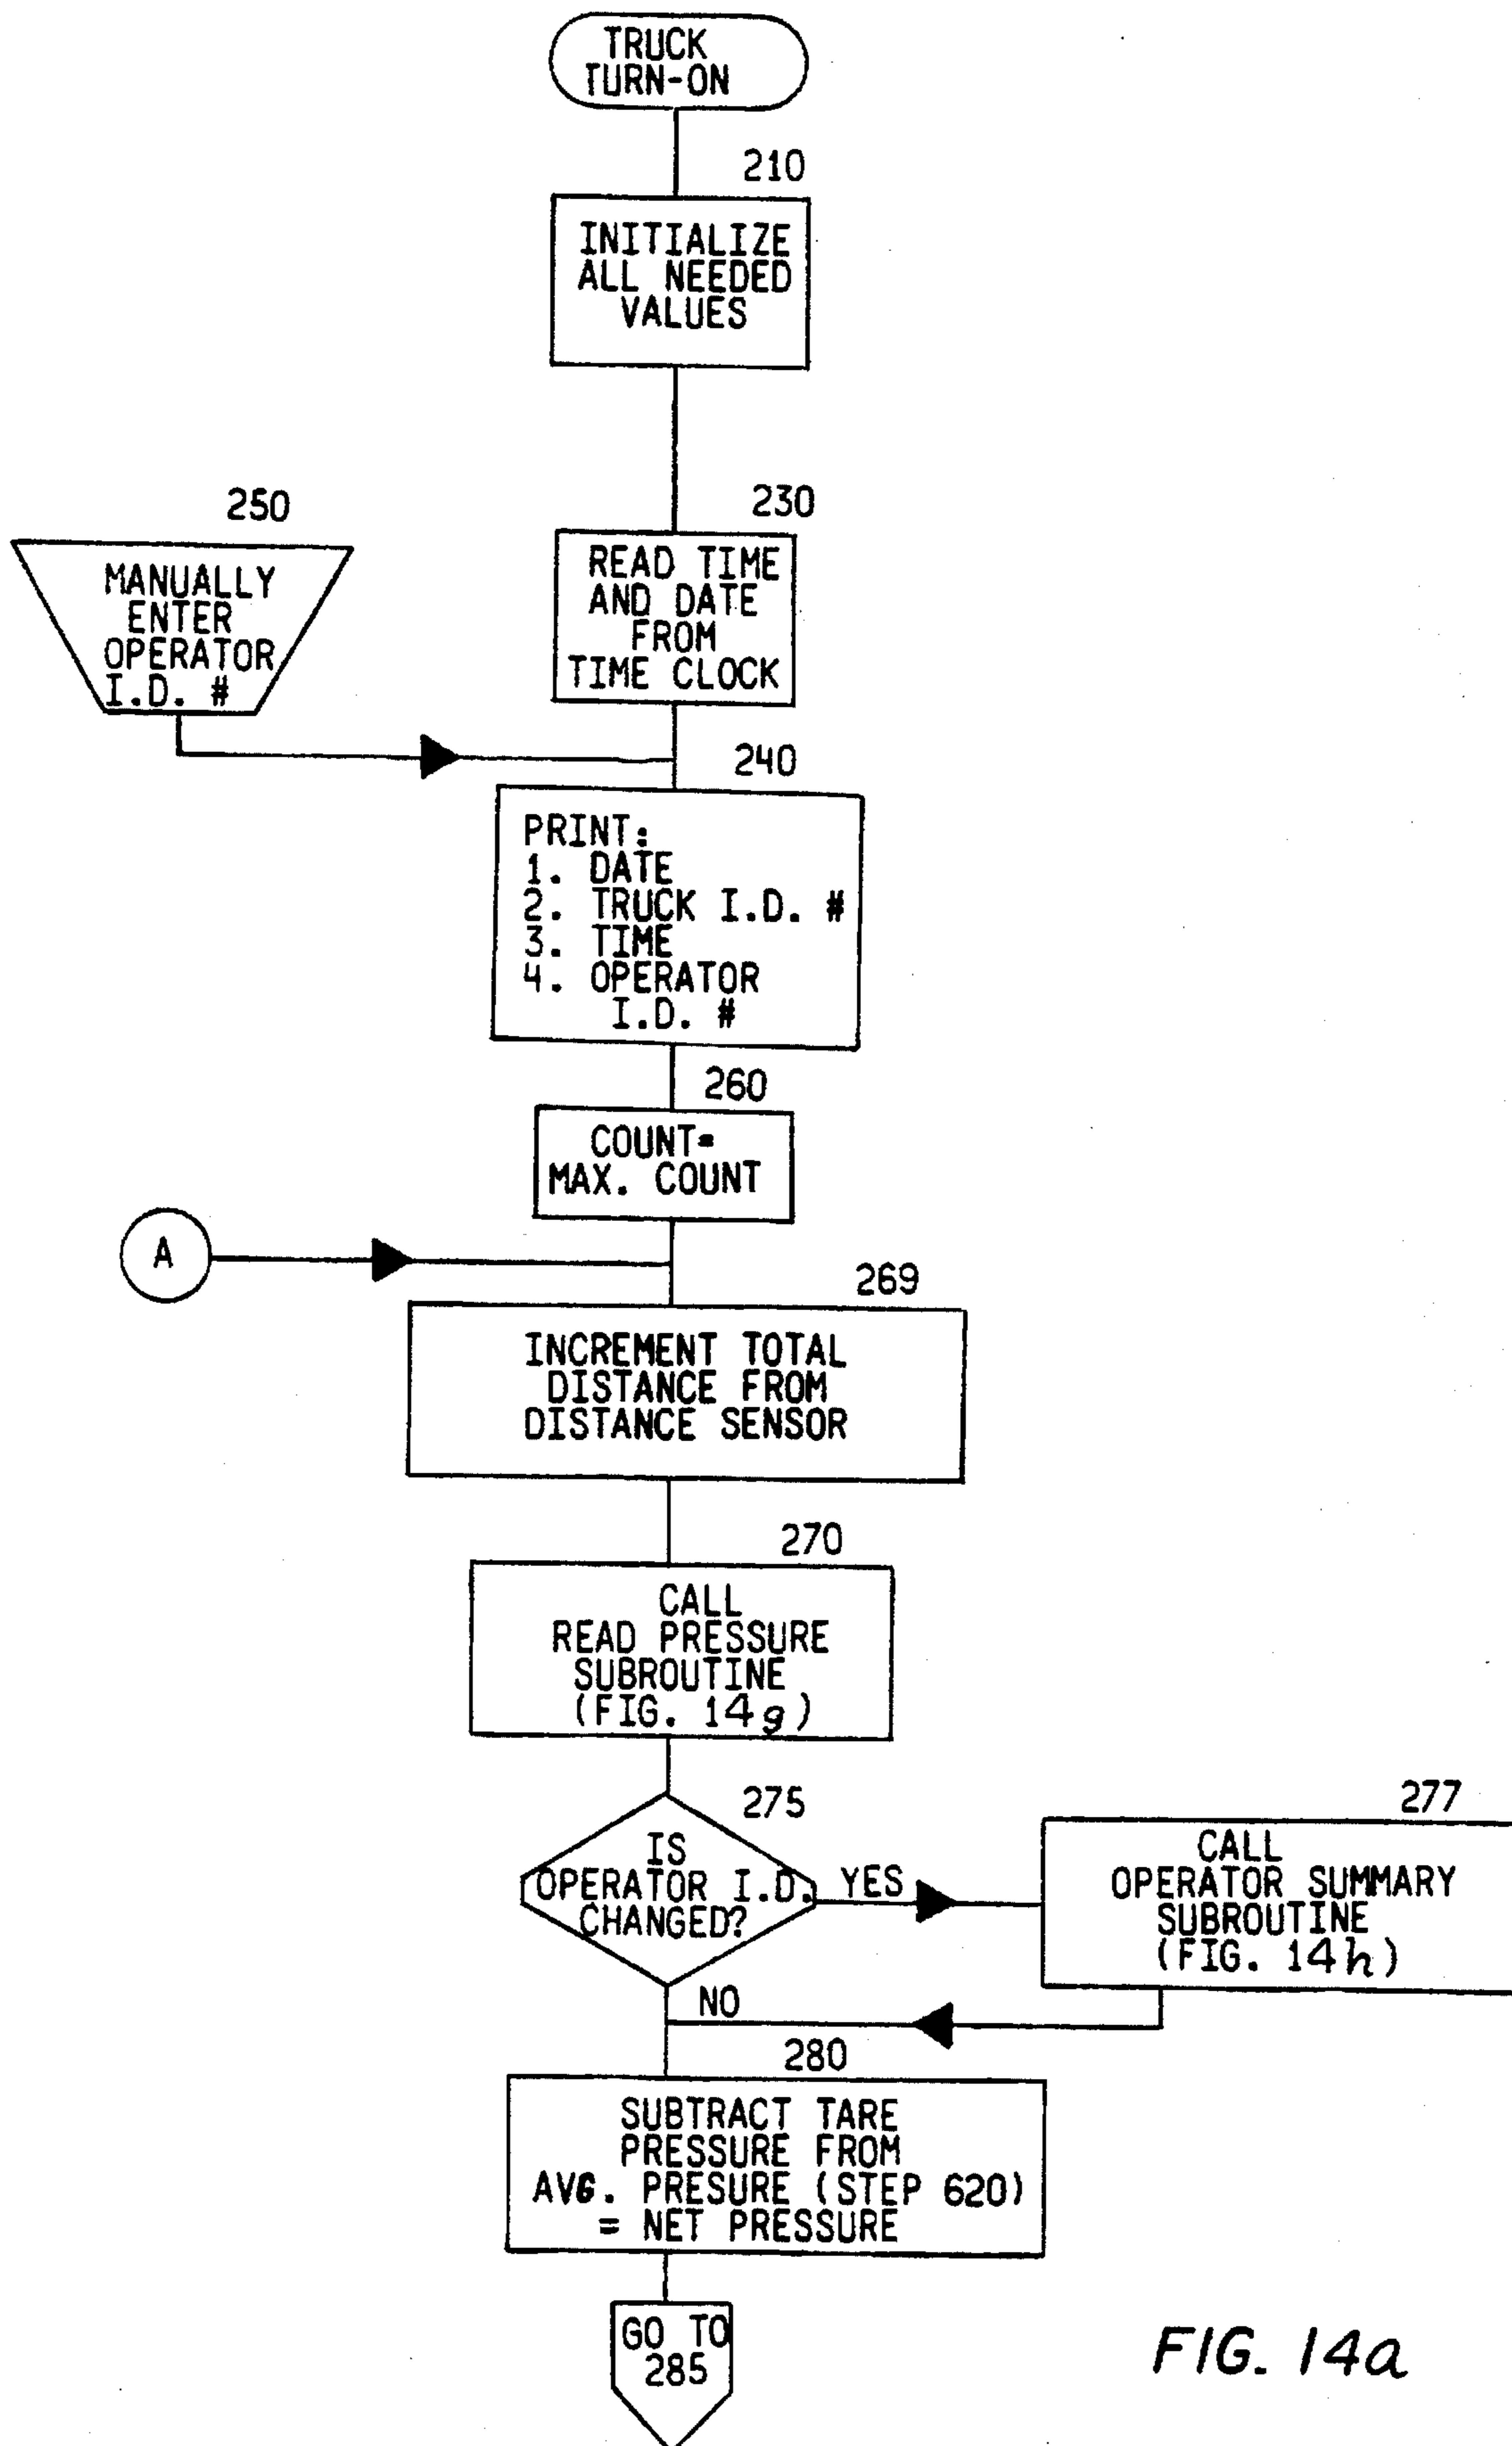 TRUCK
TURN-ON
210
INITIALIZE
ALL NEEDED
VALUES
250
MANUALLY
ENTER
OPERATOR
I.D. #
230
READ TIME
AND DATE
FROM
TIME CLOCK
240
PRINT:
1. DATE
2. TRUCK I.D. #
3. TIME
4. OPERATOR
I.D. #
260
COUNT=
MAX. COUNT
A
269
INCREMENT TOTAL
DISTANCE FROM
DISTANCE SENSOR
270
CALL
READ PRESSURE
SUBROUTINE
(FIG. 14g)
275
IS
OPERATOR I.D.
CHANGED?
YES
277
CALL
OPERATOR SUMMARY
SUBROUTINE
(FIG. 14h)
NO
280
SUBTRACT TARE
PRESSURE FROM
AVG. PRESURE (STEP 620)
= NET PRESSURE
GO TO
285
FIG. 14a